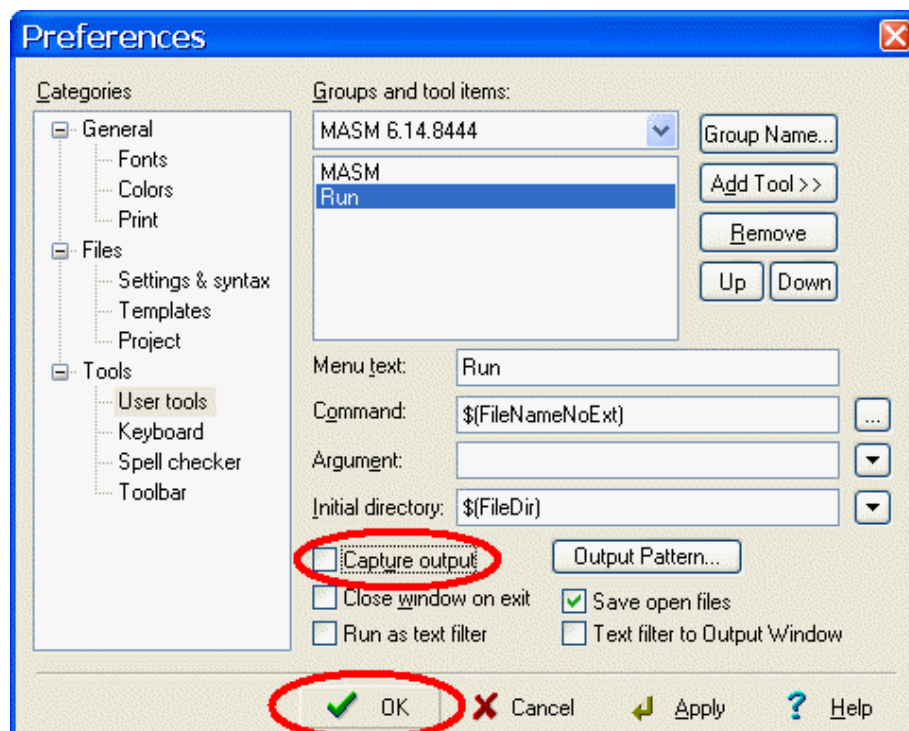 Preferences
Categories
General
Fonts
Colors
Print
Files
Settings & syntax
Templates
Project
Tools
User tools
Keyboard
Spell checker
Toolbar
Groups and tool items:
MASM 6.14.8444
MASM
Run
Group Name...
Add Tool >>
Remove
Up Down
Menu text: Run
Command: $(FileNameNoExt) ...
Argument:
Initial directory: $(FileDir)
Capture output Output Pattern...
Close window on exit Save open files
Run as text filter Text filter to Output Window
OK Cancel Apply ? Help